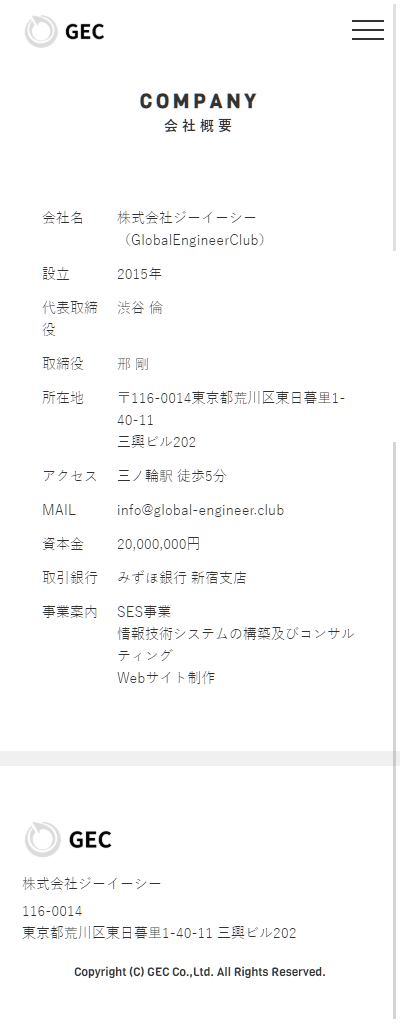 GEC
COMPANY
会社概要
会社名 株式会社ジーイーシー
（GlobalEngineerClub）
設立 2015年
代表取締 渋谷 倫
役
取締役 邢 剛
所在地 〒116-0014東京都荒川区東日暮里1-
40-11
三興ビル202
アクセス 三ノ輪駅 徒歩5分
MAIL info@global-engineer.club
資本金 20,000,000円
取引銀行 みずほ銀行 新宿支店
事業案内 SES事業
情報技術システムの構築及びコンサル
ティング
Webサイト制作
GEC
株式会社ジーイーシー
116-0014
東京都荒川区東日暮里1-40-11 三興ビル202
Copyright (C) GEC Co.,Ltd. All Rights Reserved.